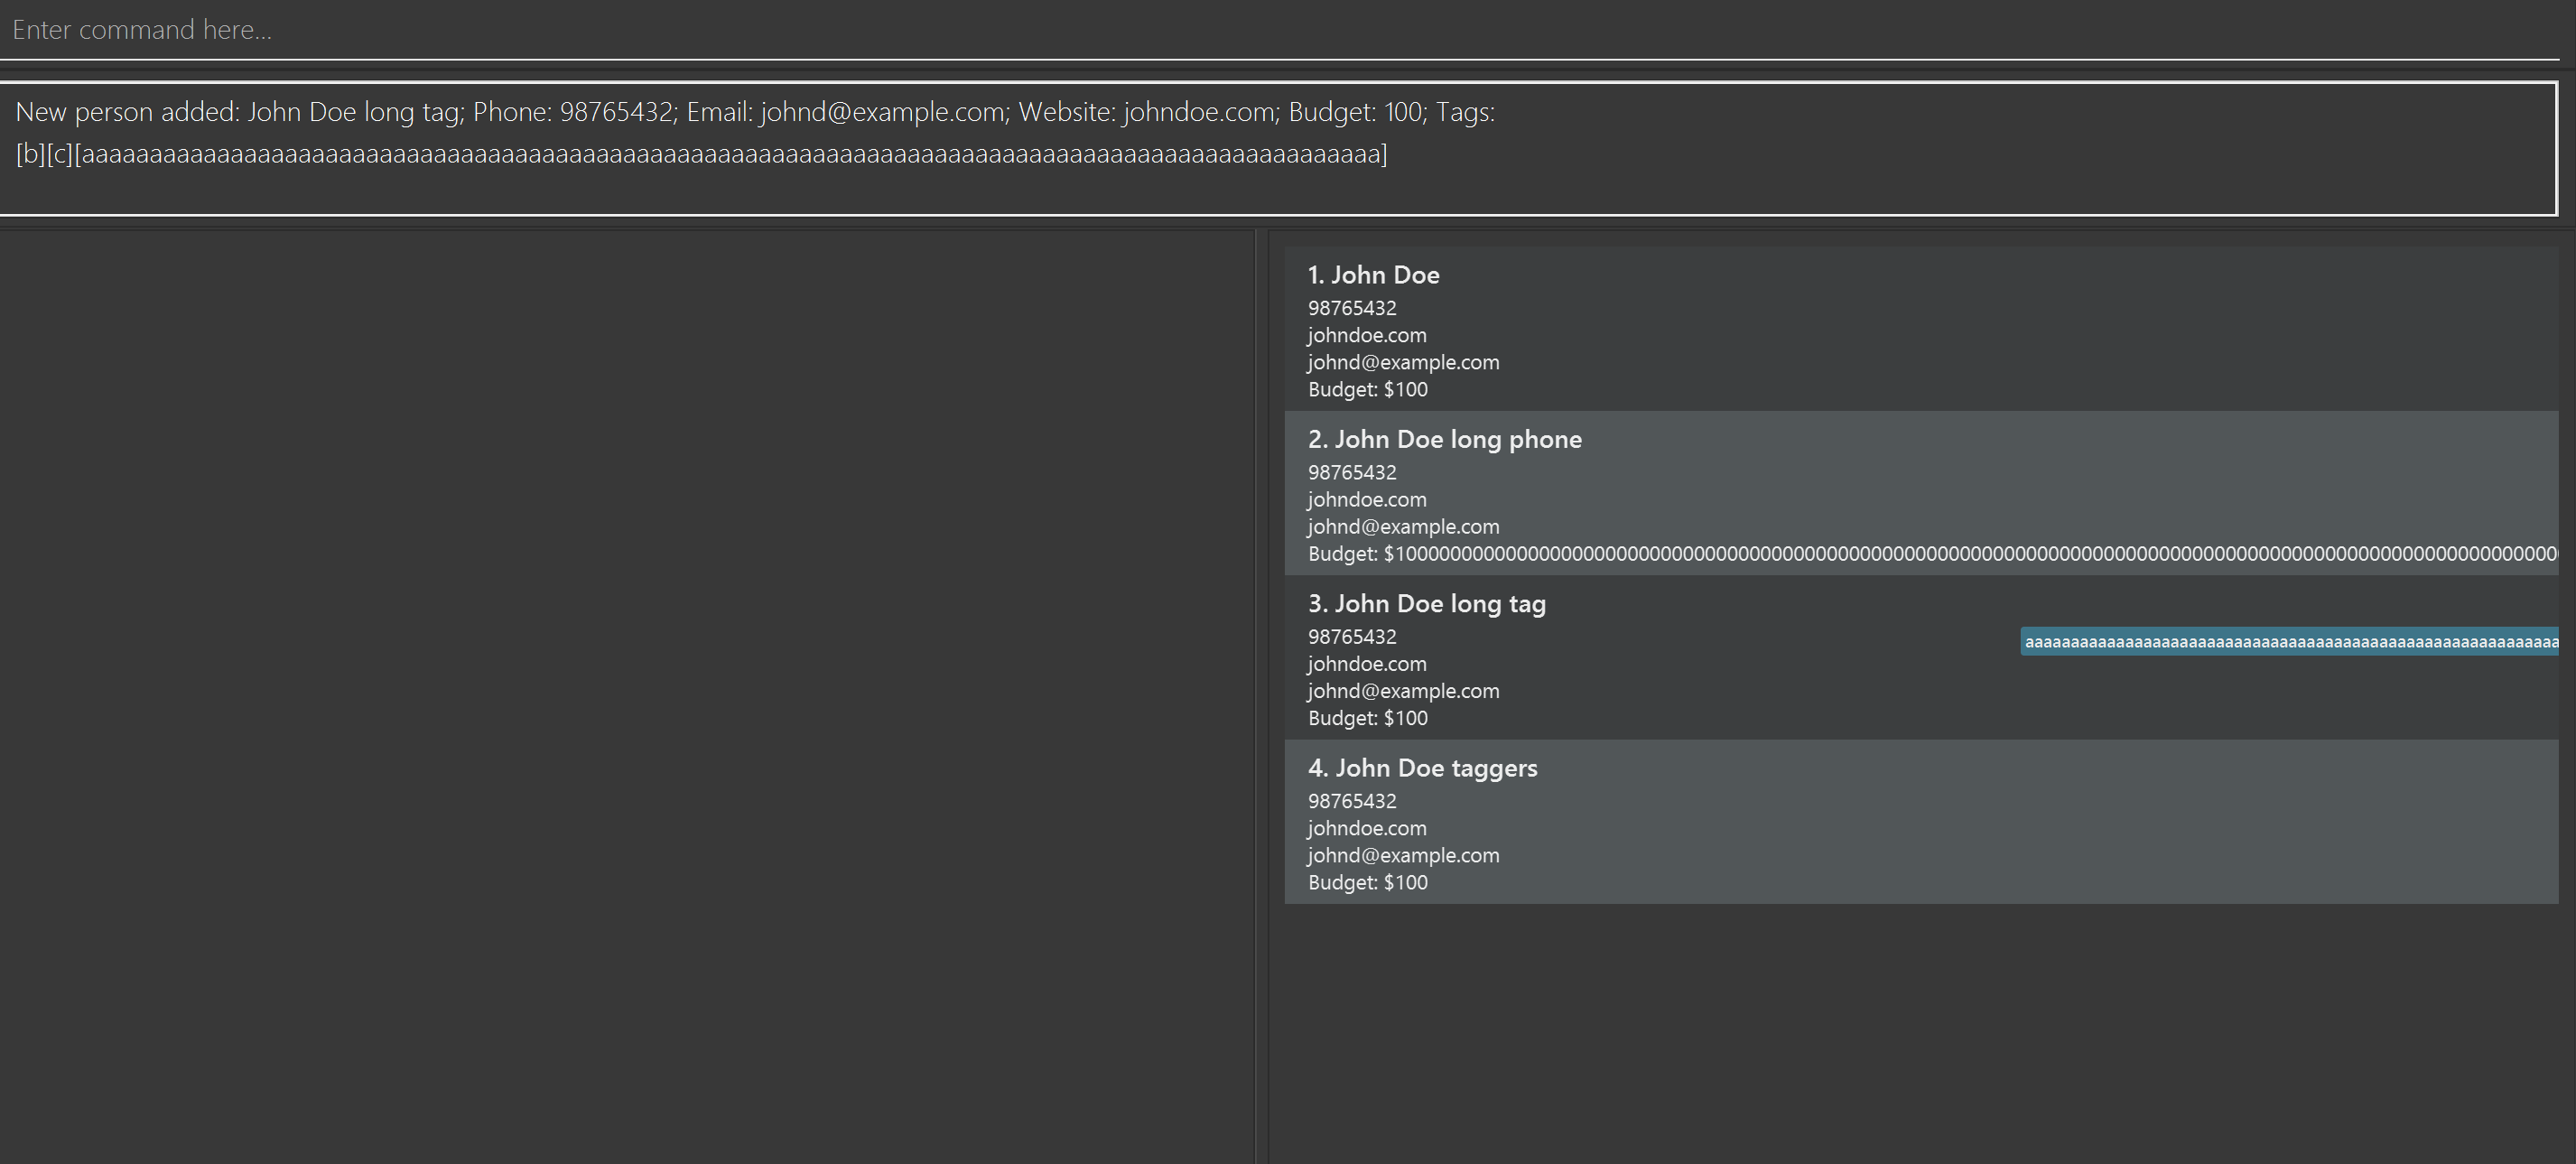 Enter command here...
New person added: John Doe long tag; Phone: 98765432; Email: johnd@example.com; Website: johndoe.com; Budget: 100; Tags:
[b][c][aaaaaaaaaaaaaaaaaaaaaaaaaaaaaaaaaaaaaaaaaaaaaaaaaaaaaaaaaaaaaaaaaaaaaaaaaaaaaaaaaaaaaaaaaaaaaaaa]
1. John Doe
98765432
johndoe.com
johnd@example.com
Budget: $100
2. John Doe long phone
98765432
johndoe.com
johnd@example.com
Budget: $1000000000000000000000000000000000000000000000000000000000000000000000000000000000000000000000000000
3. John Doe long tag
98765432
aaaaaaaaaaaaaaaaaaaaaaaaaaaaaaaaaaaaaaaaaaaaaaaaaaaaaaaaaaa
johndoe.com
johnd@example.com
Budget: $100
4. John Doe taggers
98765432
johndoe.com
johnd@example.com
Budget: $100